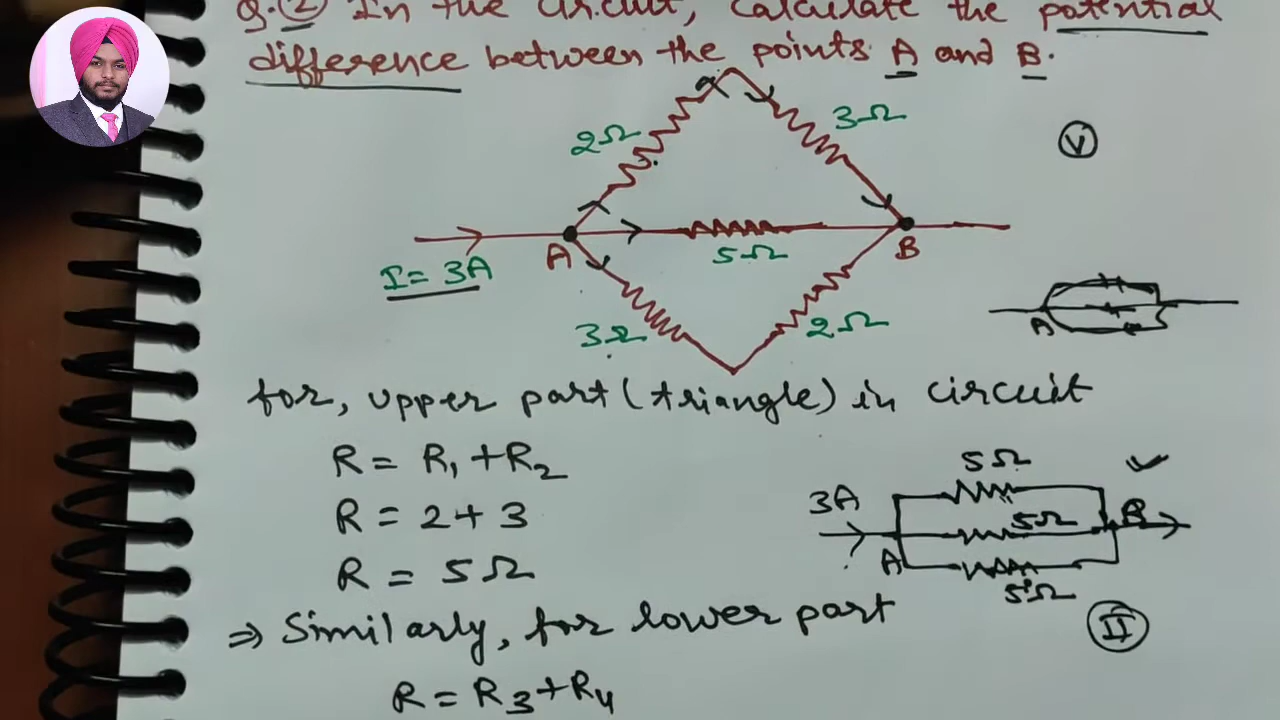 Q.② In the circuit, calculate the potential
difference between the points A and B.
2Ω
3Ω
V
A
5Ω
B
I = 3A
3Ω
2Ω
A
for, upper part (triangle) in circuit
R = R₁ + R₂
R = 2 + 3
R = 5Ω
5Ω
3A
5Ω
B
A
5Ω
II
⇒ Similarly, for lower part
R = R₃ + R₄